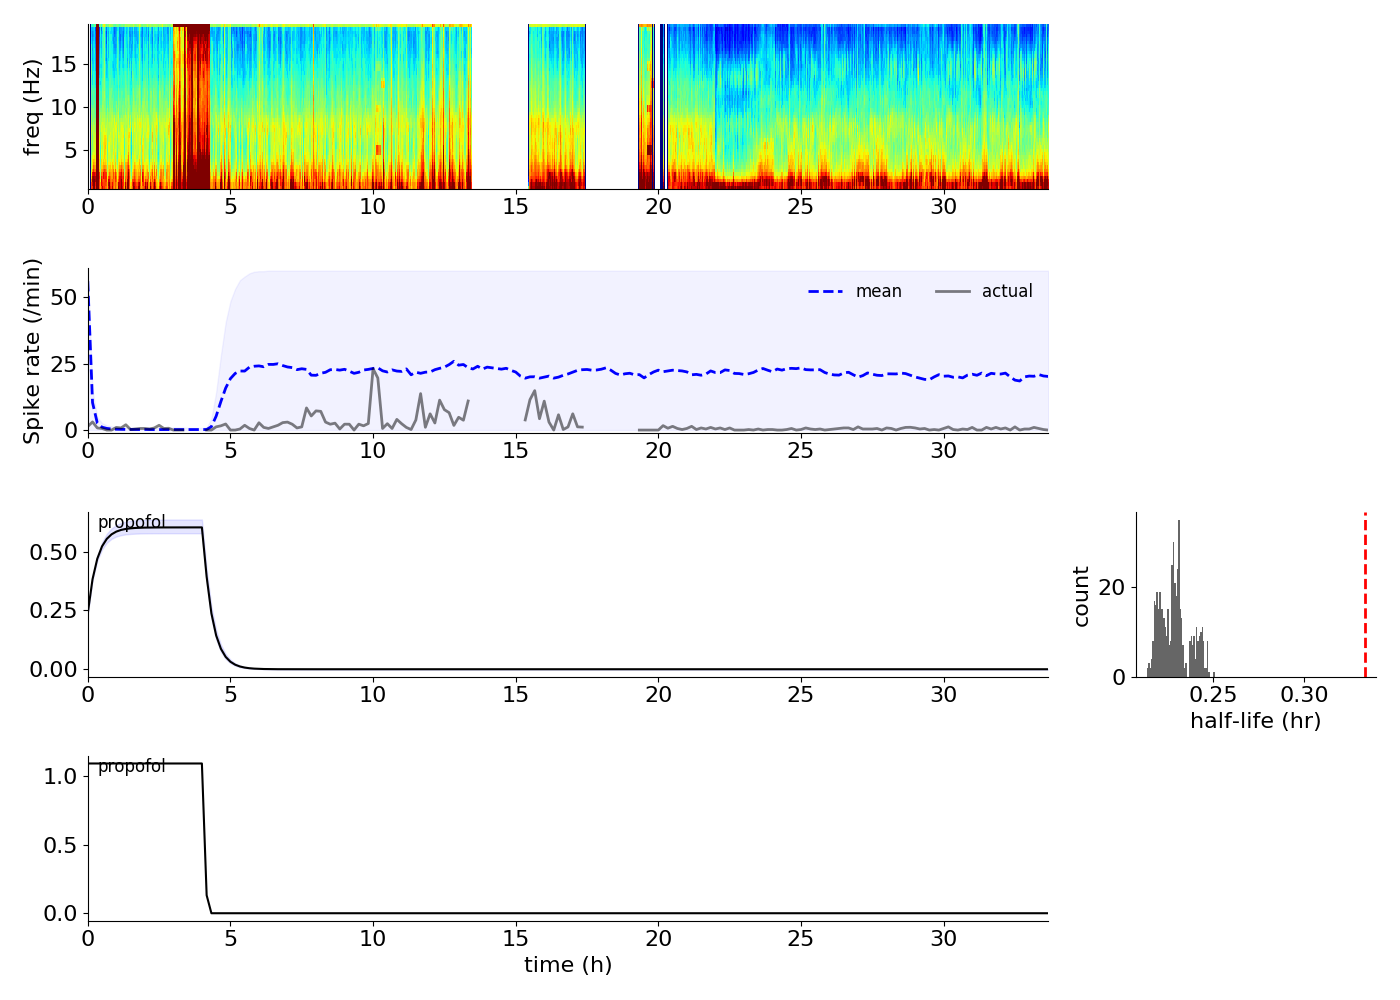 freq (Hz)
15
10
5
0 5 10 15 20 25 30
Spike rate (/min)
50
25
0
mean actual
0 5 10 15 20 25 30
propofol
0.50
0.25
0.00
0 5 10 15 20 25 30
count
20
0
0.25 0.30
half-life (hr)
propofol
1.0
0.5
0.0
0 5 10 15 20 25 30
time (h)